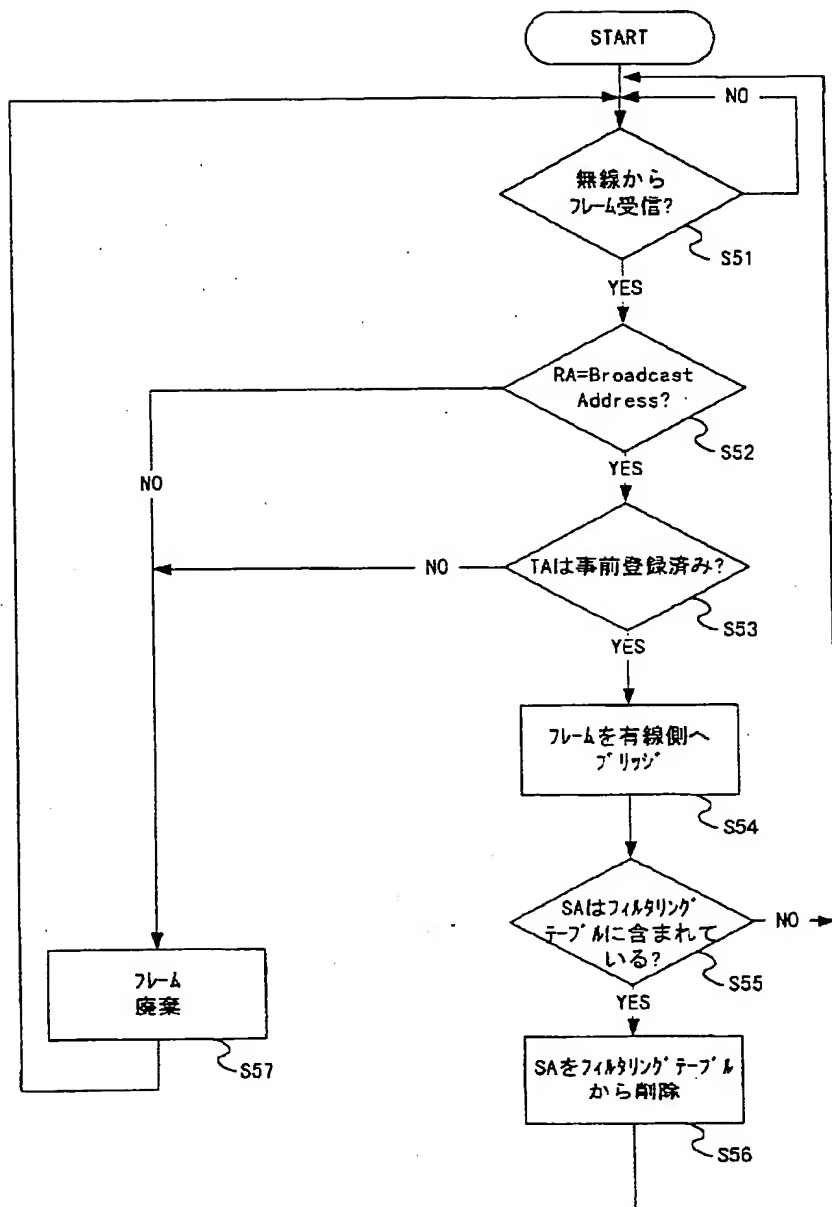 START
NO
無線から
フレーム受信?
S51
YES
RA=Broadcast
Address?
S52
YES
NO
TAは事前登録済み?
NO
S53
YES
フレームを有線側へ
ブリッジ
S54
SAはフィルタリング
テーブルに含まれて
いる?
NO
S55
YES
フレーム
廃棄
S57
SAをフィルタリングテーブル
から削除
S56